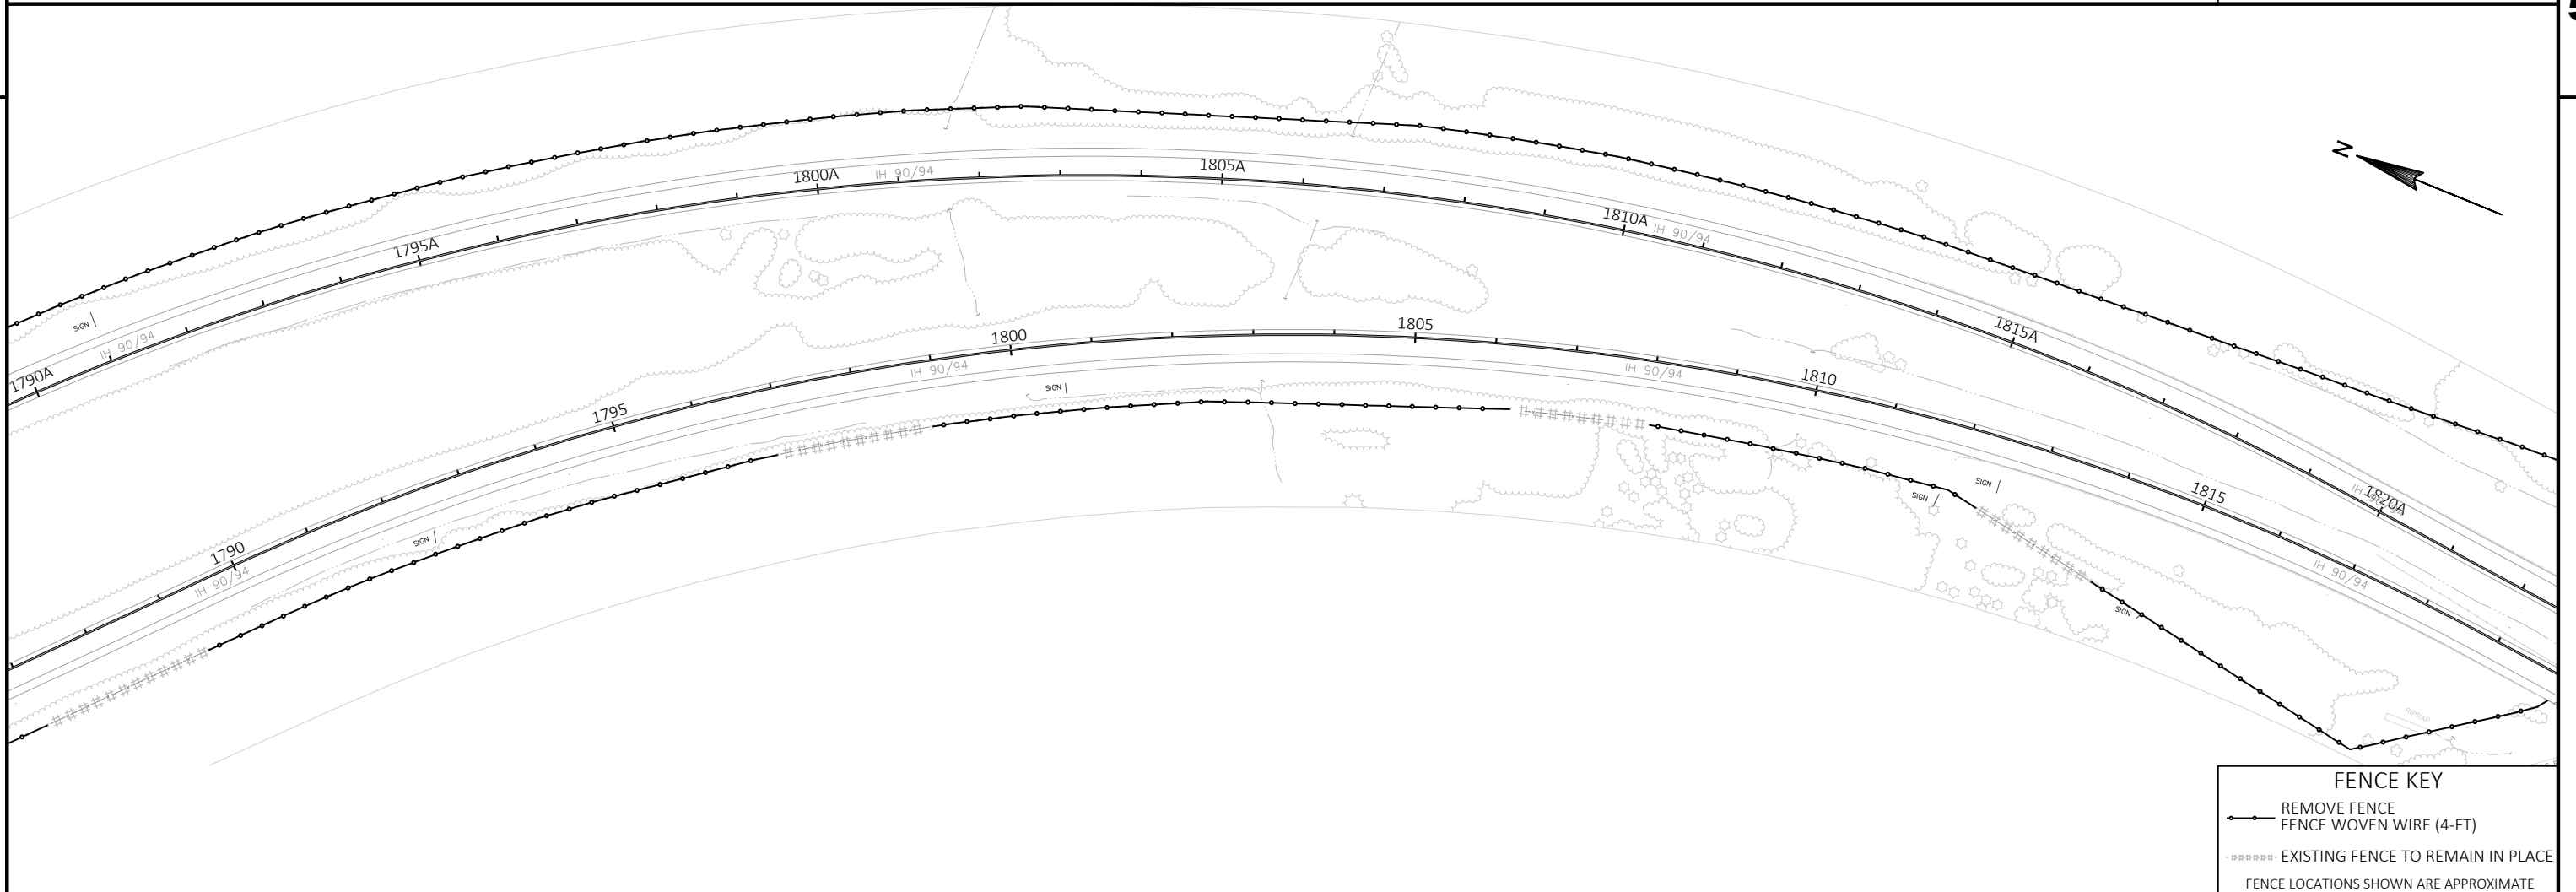 5
N
1805A
1800A
IH 90/94
1810A
IH 90/94
1795A
SIGN
IH 90/94
1790A
1815A
1805
1800
IH 90/94
SIGN
IH 90/94
1810
1795
SIGN
SIGN
1815
1820A
SIGN
1790
IH 90/94
IH 90/94
SIGN
RIPRAP
FENCE KEY
REMOVE FENCE
FENCE WOVEN WIRE (4-FT)
EXISTING FENCE TO REMAIN IN PLACE
FENCE LOCATIONS SHOWN ARE APPROXIMATE